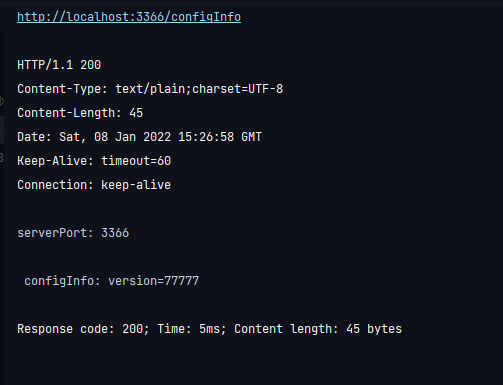 http://localhost:3366/configInfo
HTTP/1.1 200
Content-Type: text/plain;charset=UTF-8
Content-Length: 45
Date: Sat, 08 Jan 2022 15:26:58 GMT
Keep-Alive: timeout=60
Connection: keep-alive
serverPort: 3366
configInfo: version=77777
Response code: 200; Time: 5ms; Content length: 45 bytes